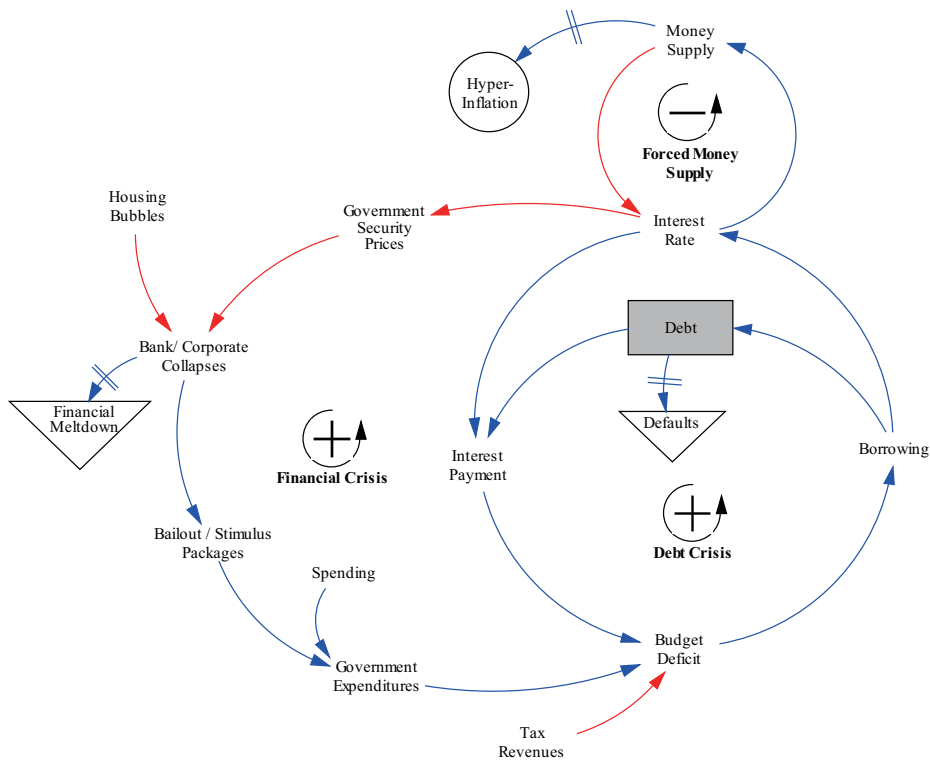 Money
Supply
Hyper-
Inflation
Forced Money
Supply
Housing
Bubbles
Government
Security
Prices
Interest
Rate
Debt
Bank/ Corporate
Collapses
Financial
Meltdown
Defaults
Borrowing
Interest
Payment
Financial Crisis
Bailout / Stimulus
Packages
Debt Crisis
Spending
Budget
Deficit
Government
Expenditures
Tax
Revenues